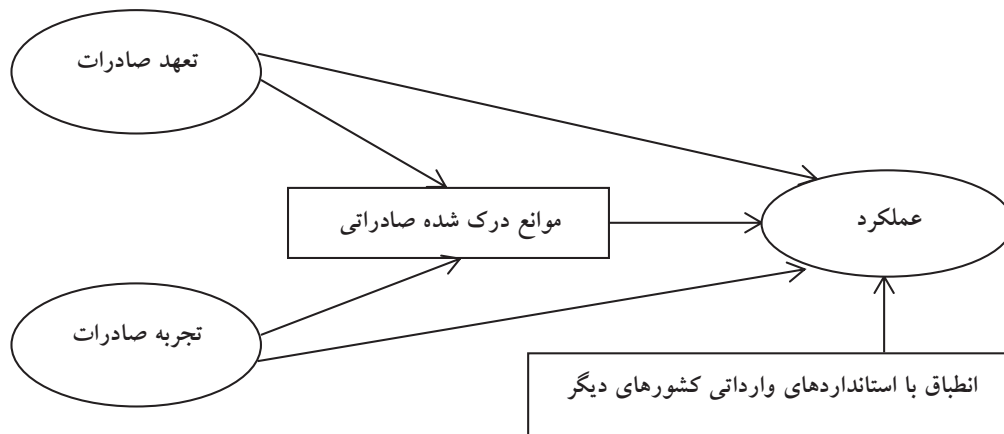 تعهد صادرات
موانع درک شده صادراتی
عملکرد
تجربه صادرات
انطباق با استانداردهای وارداتی کشورهای دیگر